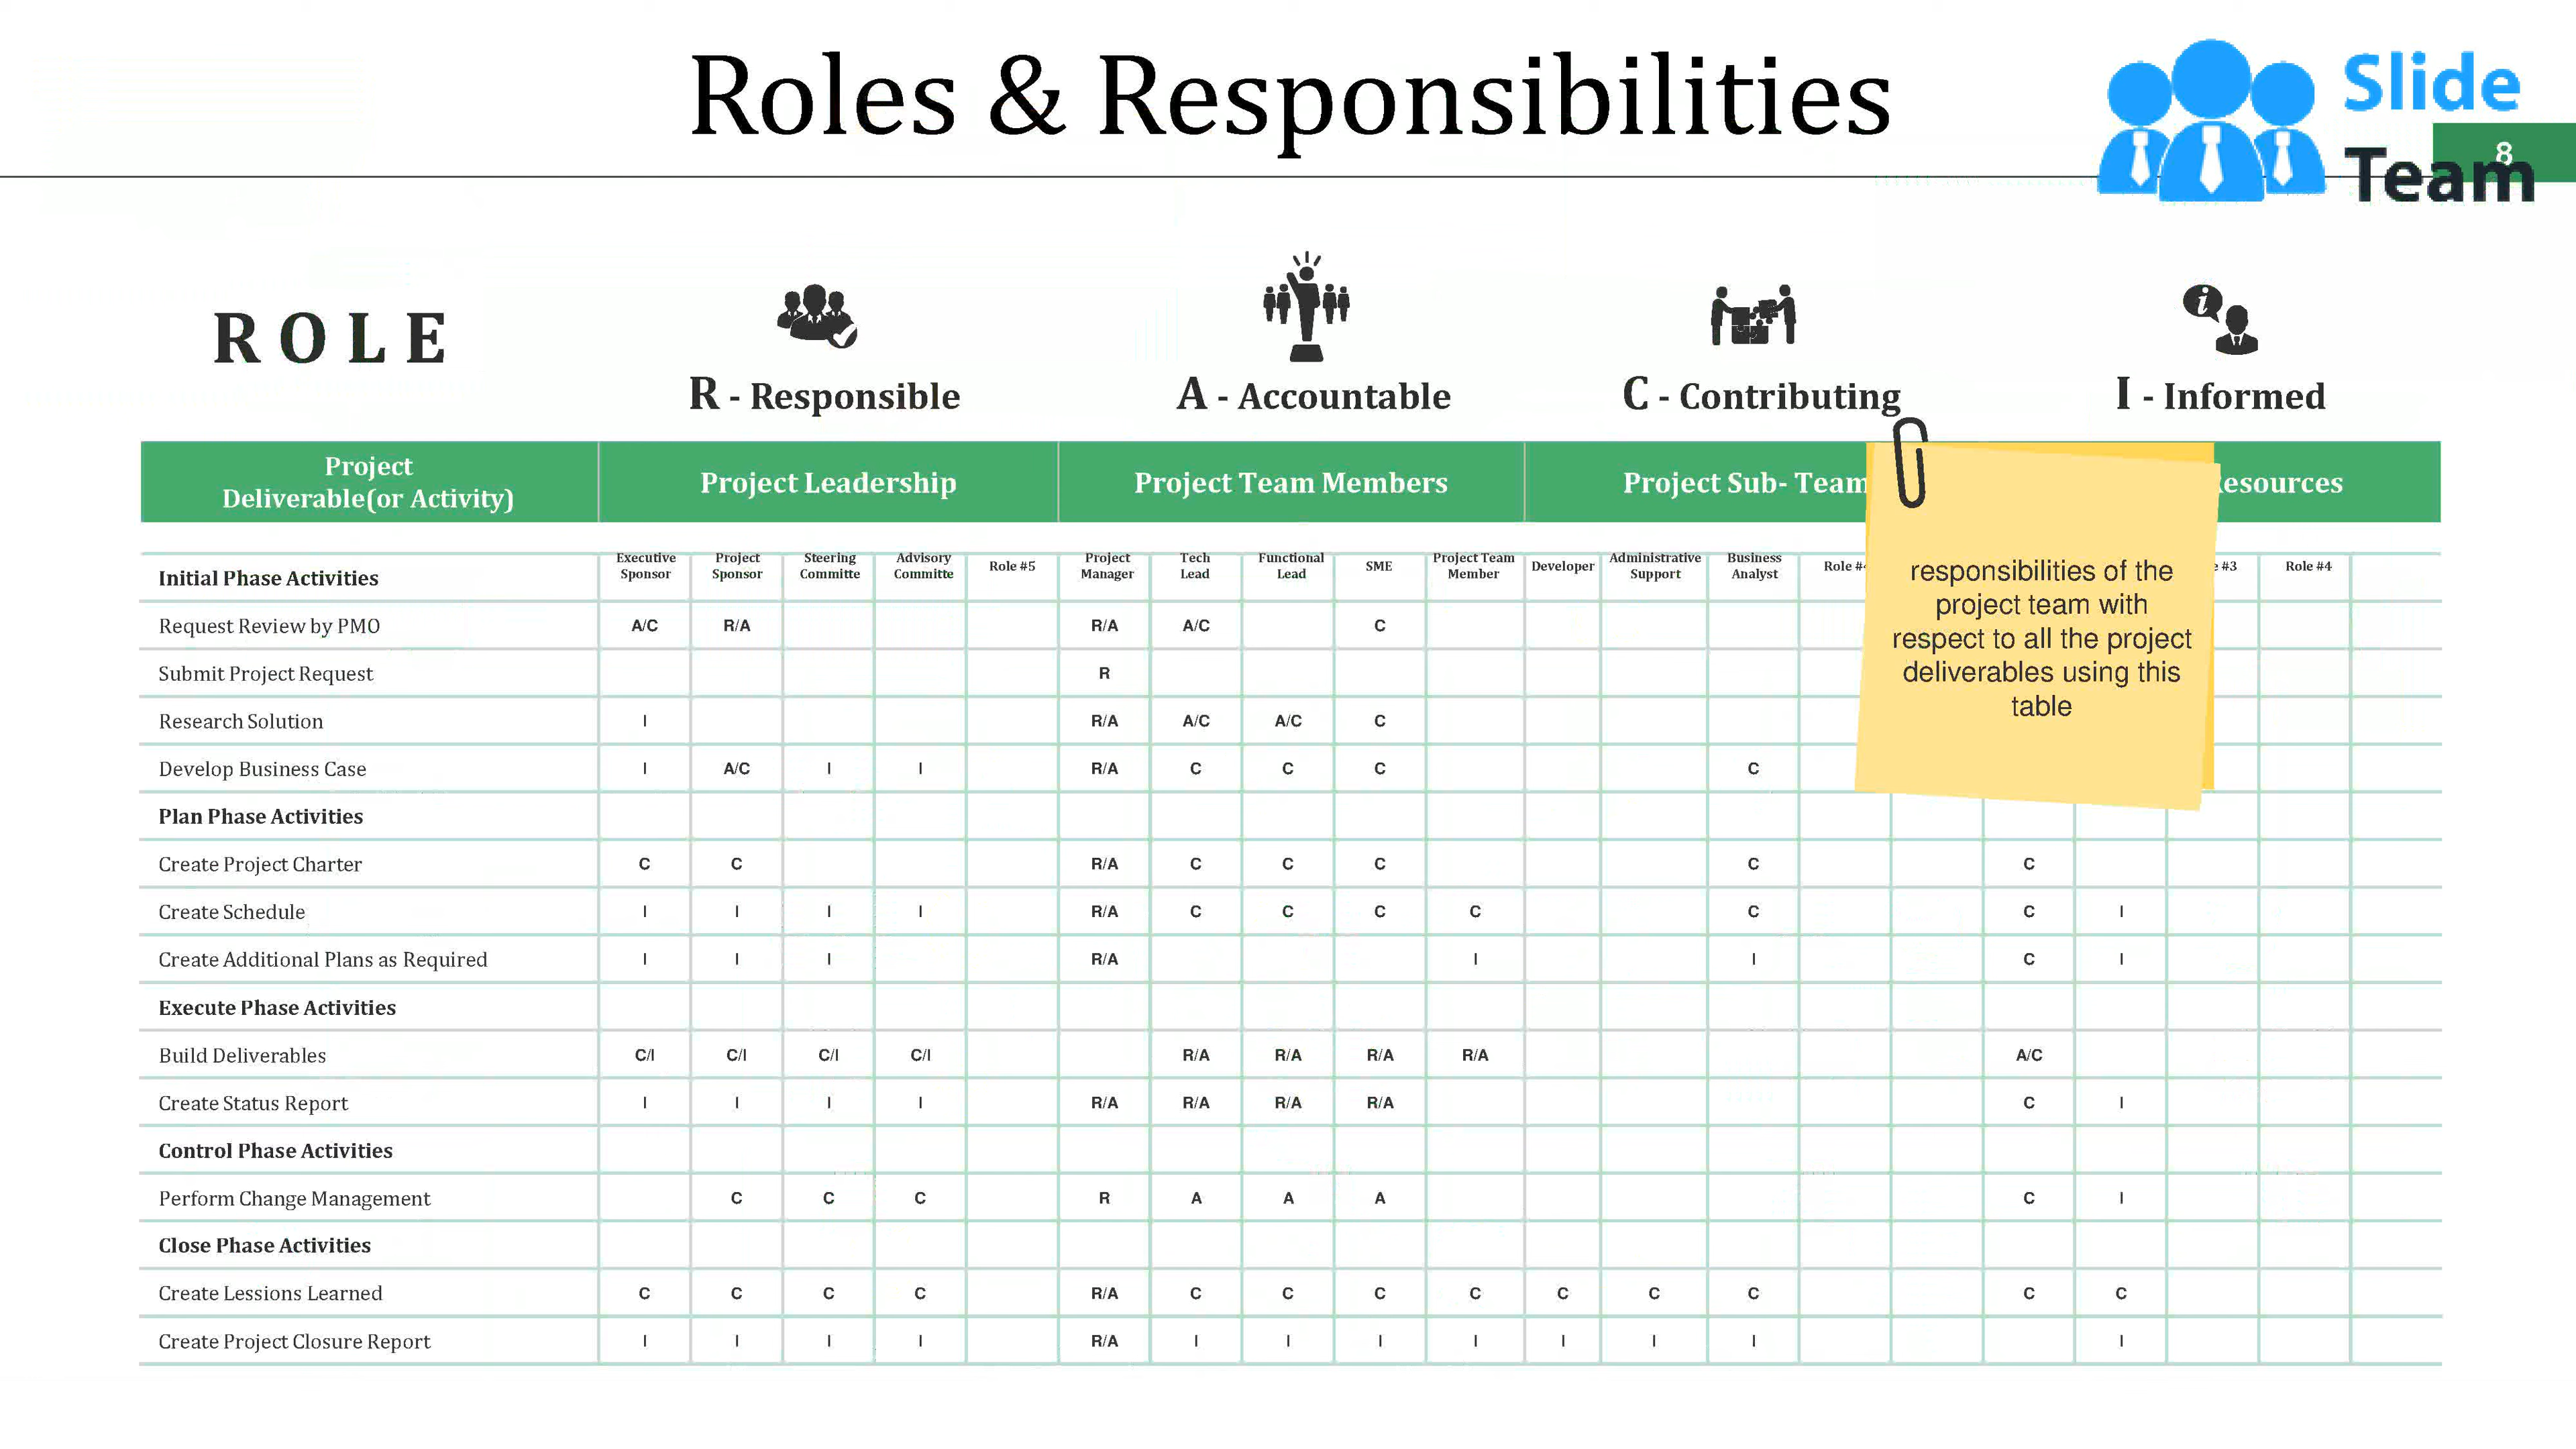 Roles & Responsibilities
Slide
Team
8
ROLE
R - Responsible
A - Accountable
C - Contributing
I - Informed
Project
Deliverable(or Activity)
Project Leadership
Project Team Members
Project Sub- Team
responsibilities of the
project team with
respect to all the project
deliverables using this
table
Initial Phase Activities Executive Sponsor Project Sponsor Steering Committe Advisory Committe Role #5 Project Manager Tech Lead Functional Lead SME Project Team Member Developer Administrative Support Business Analyst Role #3 Role #4
Request Review by PMO A/C R/A R/A A/C C
Submit Project Request R
Research Solution I R/A A/C A/C C
Develop Business Case I A/C I I R/A C C C C
Plan Phase Activities
Create Project Charter C C R/A C C C C C
Create Schedule I I I I R/A C C C C C C I
Create Additional Plans as Required I I I R/A I I C I
Execute Phase Activities
Build Deliverables C/I C/I C/I C/I R/A R/A R/A R/A A/C
Create Status Report I I I I R/A R/A R/A R/A C I
Control Phase Activities
Perform Change Management C C C R A A A C I
Close Phase Activities
Create Lessions Learned C C C C R/A C C C C C C C C C
Create Project Closure Report I I I I R/A I I I I I I I I